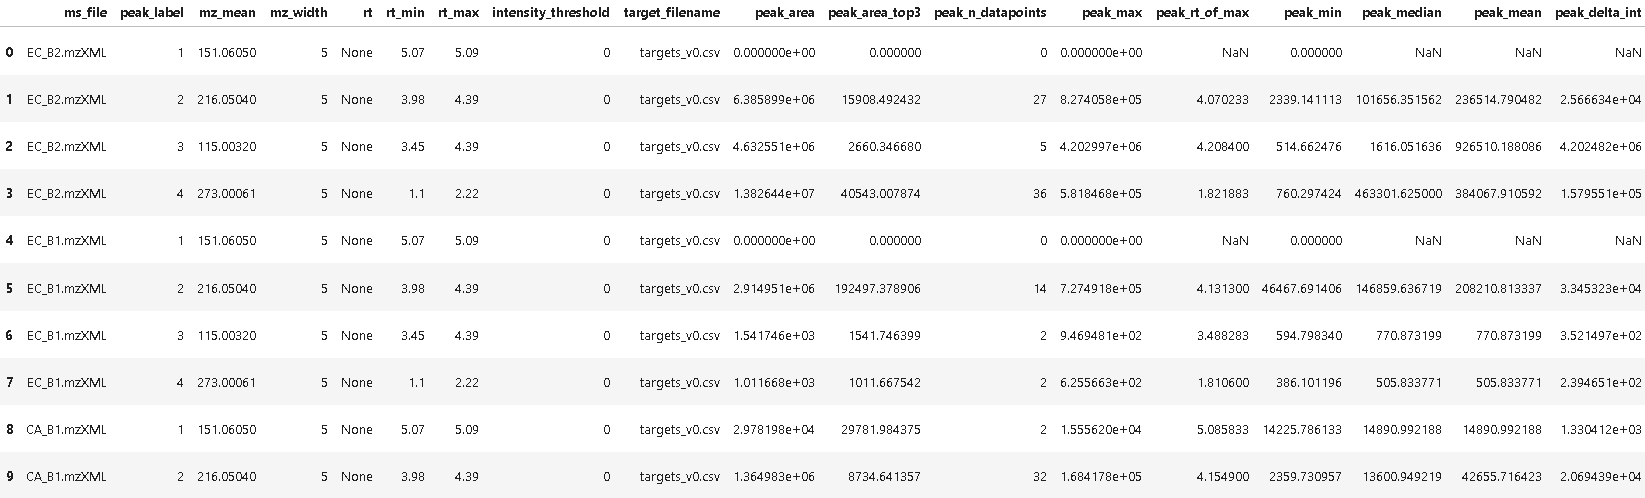 ms_file peak_label mz_mean mz_width rt rt_min rt_max intensity_threshold target_filename peak_area peak_area_top3 peak_n_datapoints peak_max peak_rt_of_max peak_min peak_median peak_mean peak_delta_int
0 EC_B2.mzXML 1 151.06050 5 None 5.07 5.09 0 targets_v0.csv 0.000000e+00 0.000000 0 0.000000e+00 NaN 0.000000 NaN NaN NaN
1 EC_B2.mzXML 2 216.05040 5 None 3.98 4.39 0 targets_v0.csv 6.385899e+06 15908.492432 27 8.274058e+05 4.070233 2339.141113 101656.351562 236514.790482 2.566634e+04
2 EC_B2.mzXML 3 115.00320 5 None 3.45 4.39 0 targets_v0.csv 4.632551e+06 2660.346680 5 4.202997e+06 4.208400 514.662476 1616.051636 926510.188086 4.202482e+06
3 EC_B2.mzXML 4 273.00061 5 None 1.1 2.22 0 targets_v0.csv 1.382644e+07 40543.007874 36 5.818468e+05 1.821883 760.297424 463301.625000 384067.910592 1.579551e+05
4 EC_B1.mzXML 1 151.06050 5 None 5.07 5.09 0 targets_v0.csv 0.000000e+00 0.000000 0 0.000000e+00 NaN 0.000000 NaN NaN NaN
5 EC_B1.mzXML 2 216.05040 5 None 3.98 4.39 0 targets_v0.csv 2.914951e+06 192497.378906 14 7.274918e+05 4.131300 46467.691406 146859.636719 208210.813337 3.345323e+04
6 EC_B1.mzXML 3 115.00320 5 None 3.45 4.39 0 targets_v0.csv 1.541746e+03 1541.746399 2 9.469481e+02 3.488283 594.798340 770.873199 770.873199 3.521497e+02
7 EC_B1.mzXML 4 273.00061 5 None 1.1 2.22 0 targets_v0.csv 1.011668e+03 1011.667542 2 6.255663e+02 1.810600 386.101196 505.833771 505.833771 2.394651e+02
8 CA_B1.mzXML 1 151.06050 5 None 5.07 5.09 0 targets_v0.csv 2.978198e+04 29781.984375 2 1.555620e+04 5.085833 14225.786133 14890.992188 14890.992188 1.330412e+03
9 CA_B1.mzXML 2 216.05040 5 None 3.98 4.39 0 targets_v0.csv 1.364983e+06 8734.641357 32 1.684178e+05 4.154900 2359.730957 13600.949219 42655.716423 2.069439e+04